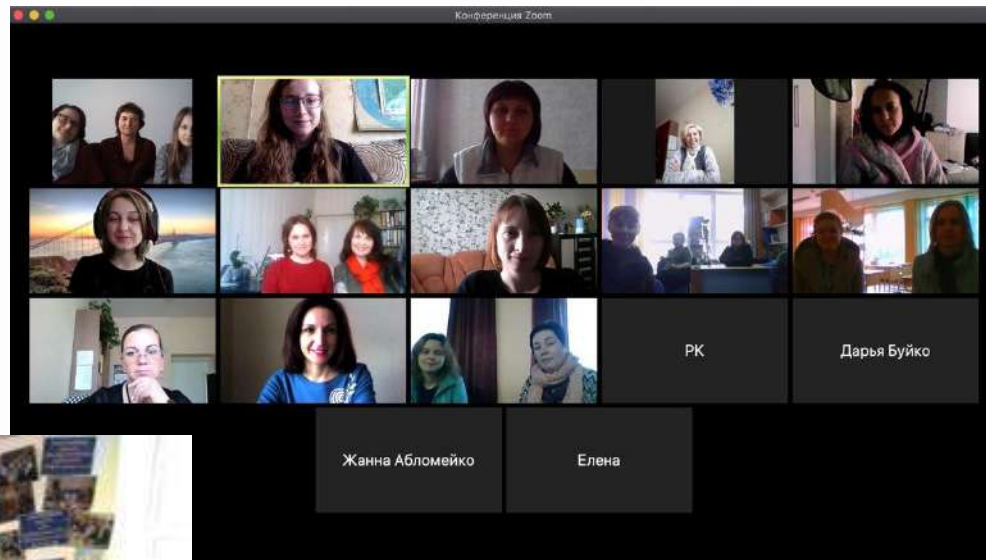 Конференция Zoom
РК
Дарья Буйко
Жанна Абломейко
Елена